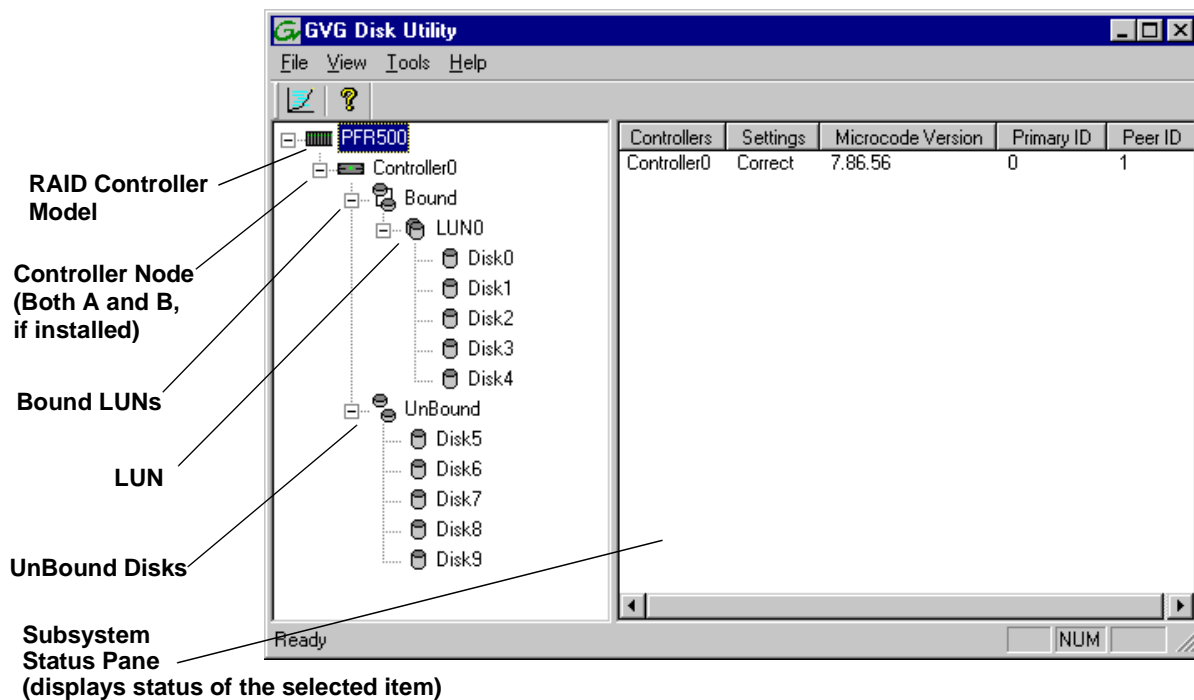 GVG Disk Utility
File View Tools Help
PFR500
Controller0
Bound
LUN0
Disk0
Disk1
Disk2
Disk3
Disk4
UnBound
Disk5
Disk6
Disk7
Disk8
Disk9
Controllers Settings Microcode Version Primary ID Peer ID
Controller0 Correct 7.86.56 0 1
Ready
NUM
RAID Controller
Model
Controller Node
(Both A and B,
if installed)
Bound LUNs
LUN
UnBound Disks
Subsystem
Status Pane
(displays status of the selected item)